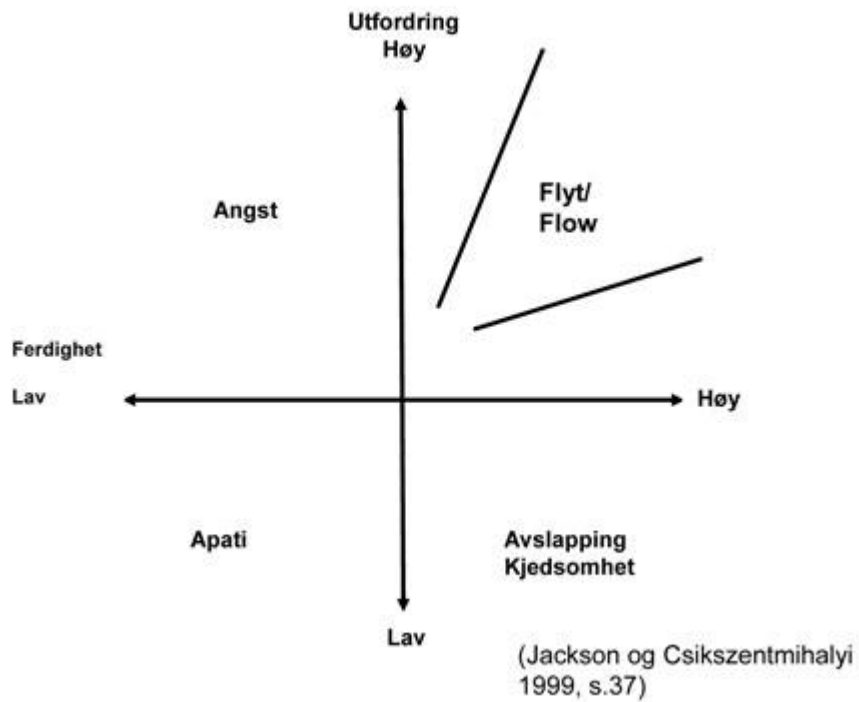 Utfordring
Høy
Angst
Flyt/
Flow
Ferdighet
Lav
Høy
Apati
Avslapping
Kjedsomhet
Lav
(Jackson og Csikszentmihalyi
1999, s.37)